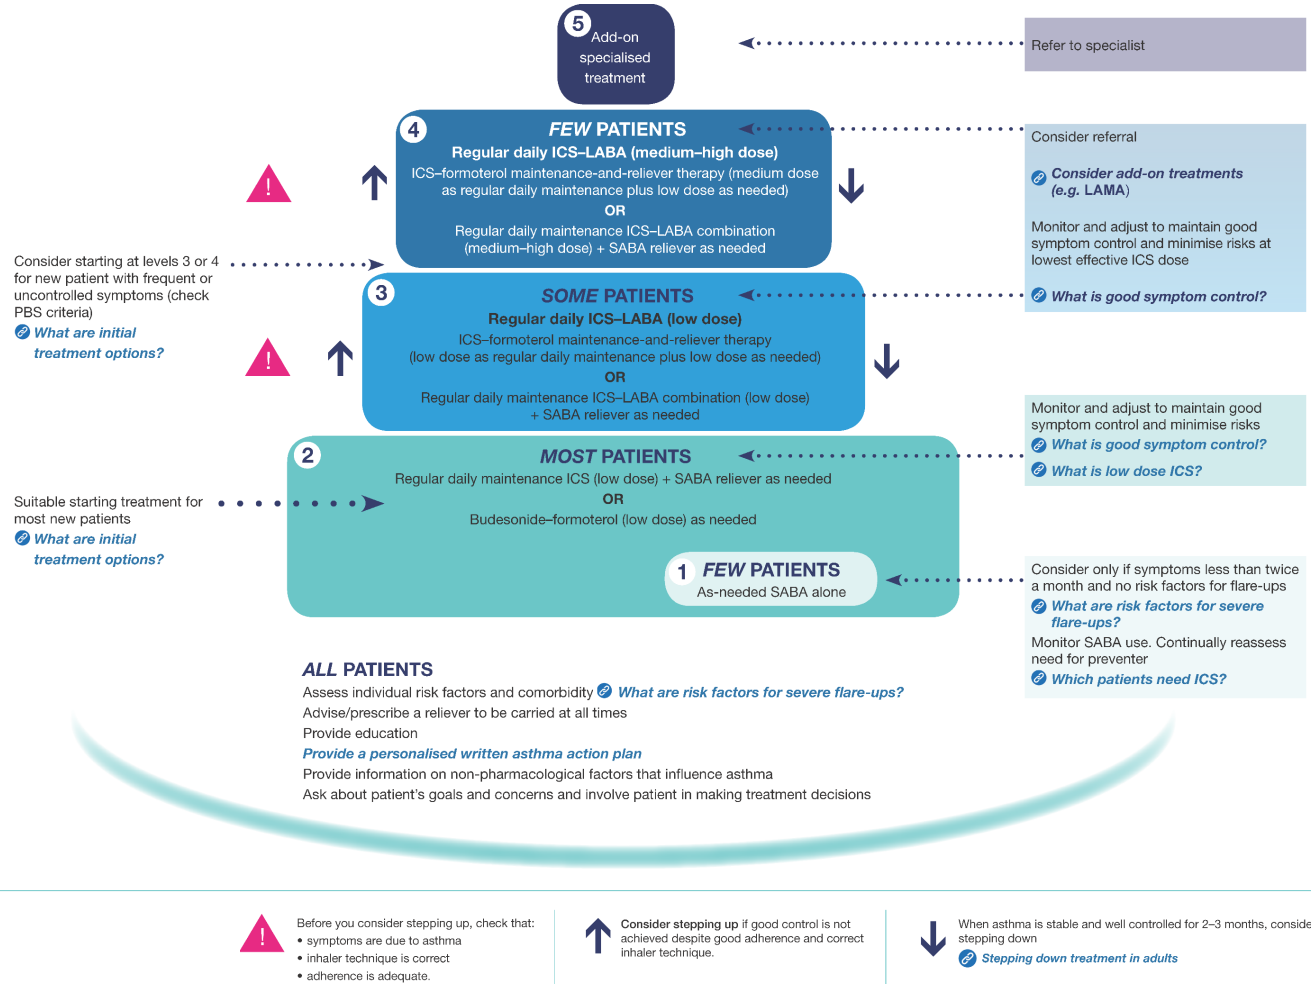 5
Add-on
specialised
treatment
Refer to specialist
4
FEW PATIENTS
Regular daily ICS–LABA (medium–high dose)
ICS–formoterol maintenance-and-reliever therapy (medium dose
as regular daily maintenance plus low dose as needed)
OR
Regular daily maintenance ICS–LABA combination
(medium–high dose) + SABA reliever as needed
!
Consider referral
Consider add-on treatments
(e.g. LAMA)
Monitor and adjust to maintain good
symptom control and minimise risks at
lowest effective ICS dose
What is good symptom control?
Consider starting at levels 3 or 4
for new patient with frequent or
uncontrolled symptoms (check
PBS criteria)
What are initial
treatment options?
3
SOME PATIENTS
Regular daily ICS–LABA (low dose)
ICS–formoterol maintenance-and-reliever therapy
(low dose as regular daily maintenance plus low dose as needed)
OR
Regular daily maintenance ICS–LABA combination (low dose)
+ SABA reliever as needed
!
Monitor and adjust to maintain good
symptom control and minimise risks
What is good symptom control?
What is low dose ICS?
2
MOST PATIENTS
Regular daily maintenance ICS (low dose) + SABA reliever as needed
OR
Budesonide–formoterol (low dose) as needed
Suitable starting treatment for
most new patients
What are initial
treatment options?
1
FEW PATIENTS
As-needed SABA alone
Consider only if symptoms less than twice
a month and no risk factors for flare-ups
What are risk factors for severe
flare-ups?
Monitor SABA use. Continually reassess
need for preventer
Which patients need ICS?
ALL PATIENTS
Assess individual risk factors and comorbidity What are risk factors for severe flare-ups?
Advise/prescribe a reliever to be carried at all times
Provide education
Provide a personalised written asthma action plan
Provide information on non-pharmacological factors that influence asthma
Ask about patient's goals and concerns and involve patient in making treatment decisions
!
Before you consider stepping up, check that:
• symptoms are due to asthma
• inhaler technique is correct
• adherence is adequate.
Consider stepping up if good control is not
achieved despite good adherence and correct
inhaler technique.
When asthma is stable and well controlled for 2–3 months, conside
stepping down
Stepping down treatment in adults